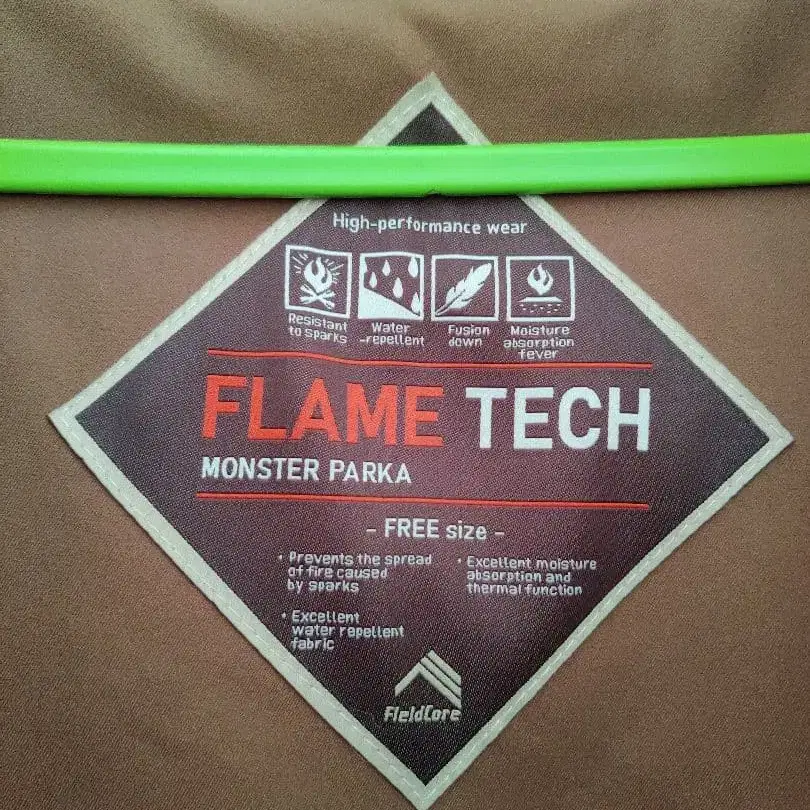 High-performance wear
Resistant
to sparks
Water
-repellent
Fusion
down
Moisture
absorption
fever
FLAME TECH
MONSTER PARKA
- FREE size -
• Prevents the spread
of fire caused
by sparks
• Excellent
water repellent
fabric
• Excellent moisture
absorption and
thermal function
FieldCore